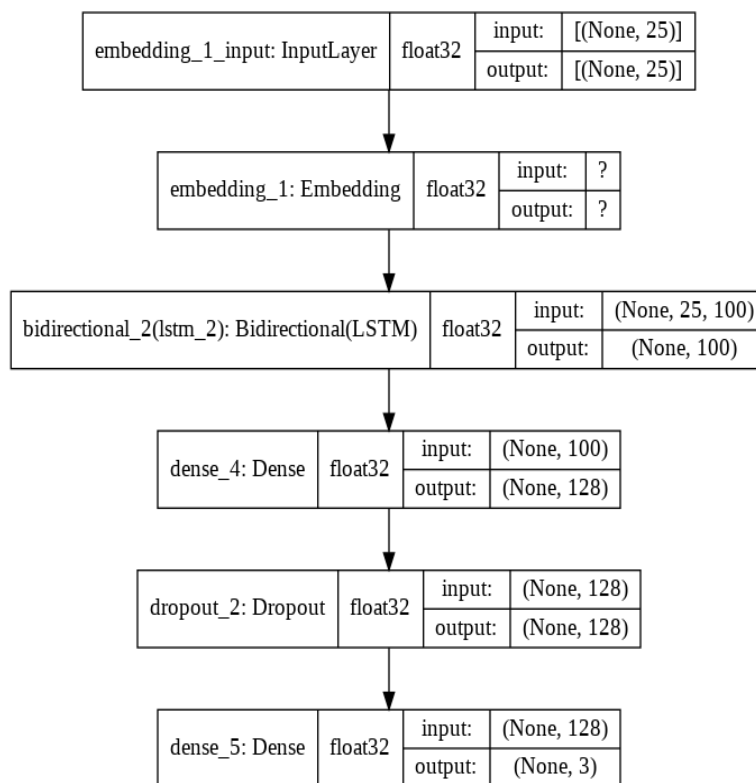 embedding_1_input: InputLayer float32 input: [(None, 25)]
output: [(None, 25)]
embedding_1: Embedding float32 input: ?
output: ?
bidirectional_2(lstm_2): Bidirectional(LSTM) float32 input: (None, 25, 100)
output: (None, 100)
dense_4: Dense float32 input: (None, 100)
output: (None, 128)
dropout_2: Dropout float32 input: (None, 128)
output: (None, 128)
dense_5: Dense float32 input: (None, 128)
output: (None, 3)